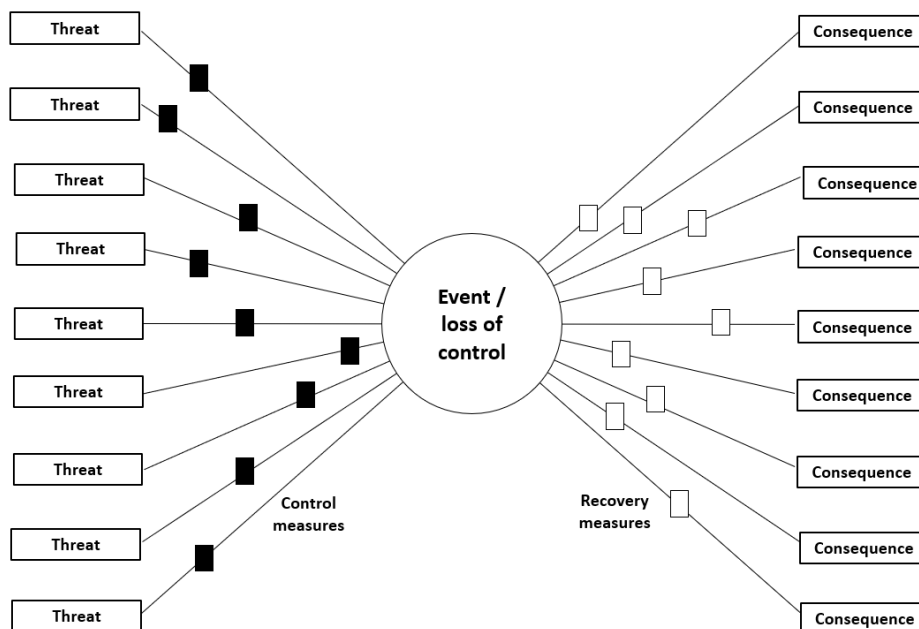 Threat
Threat
Threat
Threat
Threat
Threat
Threat
Threat
Threat
Event /
loss of
control
Control
measures
Recovery
measures
Consequence
Consequence
Consequence
Consequence
Consequence
Consequence
Consequence
Consequence
Consequence